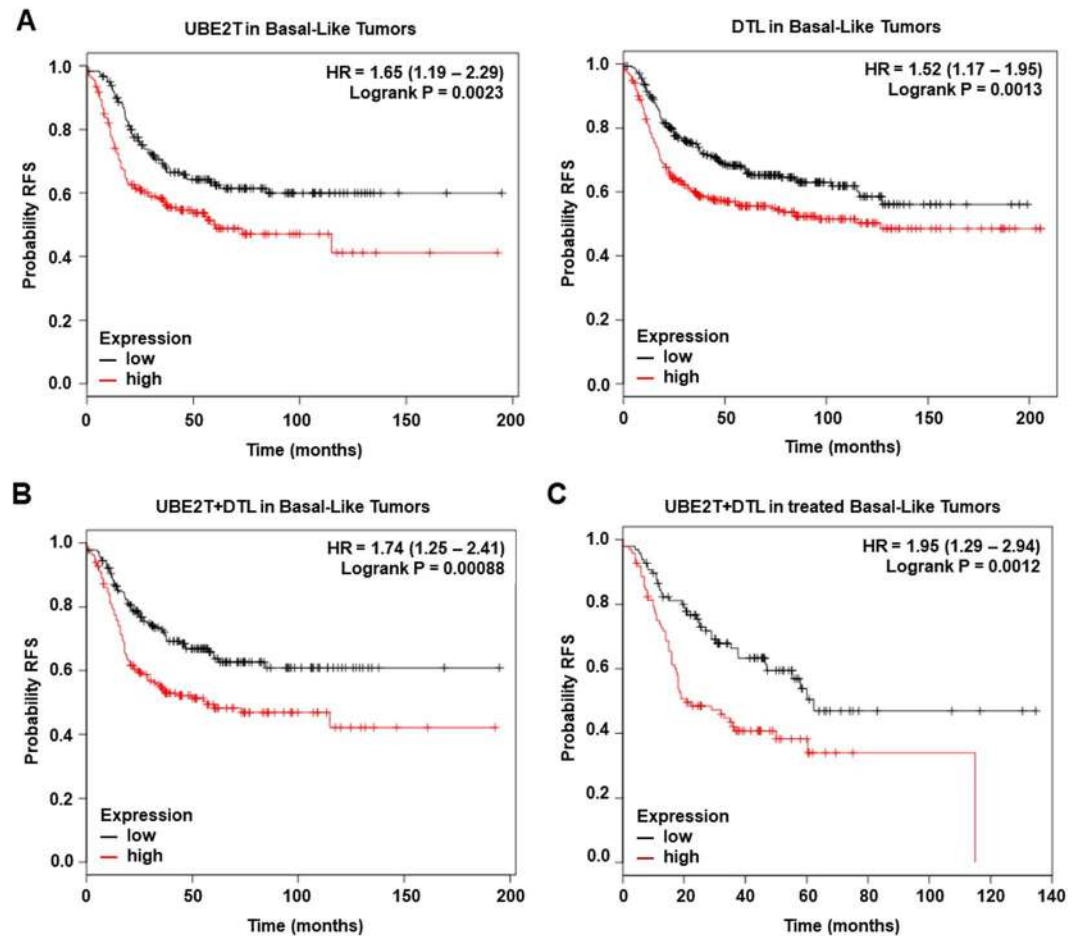 A
UBE2T in Basal-Like Tumors
HR = 1.65 (1.19 – 2.29)
Logrank P = 0.0023
Probability RFS
1.0
0.8
0.6
0.4
0.2
0.0
Expression
low
high
0 50 100 150 200
Time (months)
DTL in Basal-Like Tumors
HR = 1.52 (1.17 – 1.95)
Logrank P = 0.0013
Probability RFS
1.0
0.8
0.6
0.4
0.2
0.0
Expression
low
high
0 50 100 150 200
Time (months)
B
UBE2T+DTL in Basal-Like Tumors
HR = 1.74 (1.25 – 2.41)
Logrank P = 0.00088
Probability RFS
1.0
0.8
0.6
0.4
0.2
0.0
Expression
low
high
0 50 100 150 200
Time (months)
C
UBE2T+DTL in treated Basal-Like Tumors
HR = 1.95 (1.29 – 2.94)
Logrank P = 0.0012
Probability RFS
1.0
0.8
0.6
0.4
0.2
0.0
Expression
low
high
0 20 40 60 80 100 120 140
Time (months)